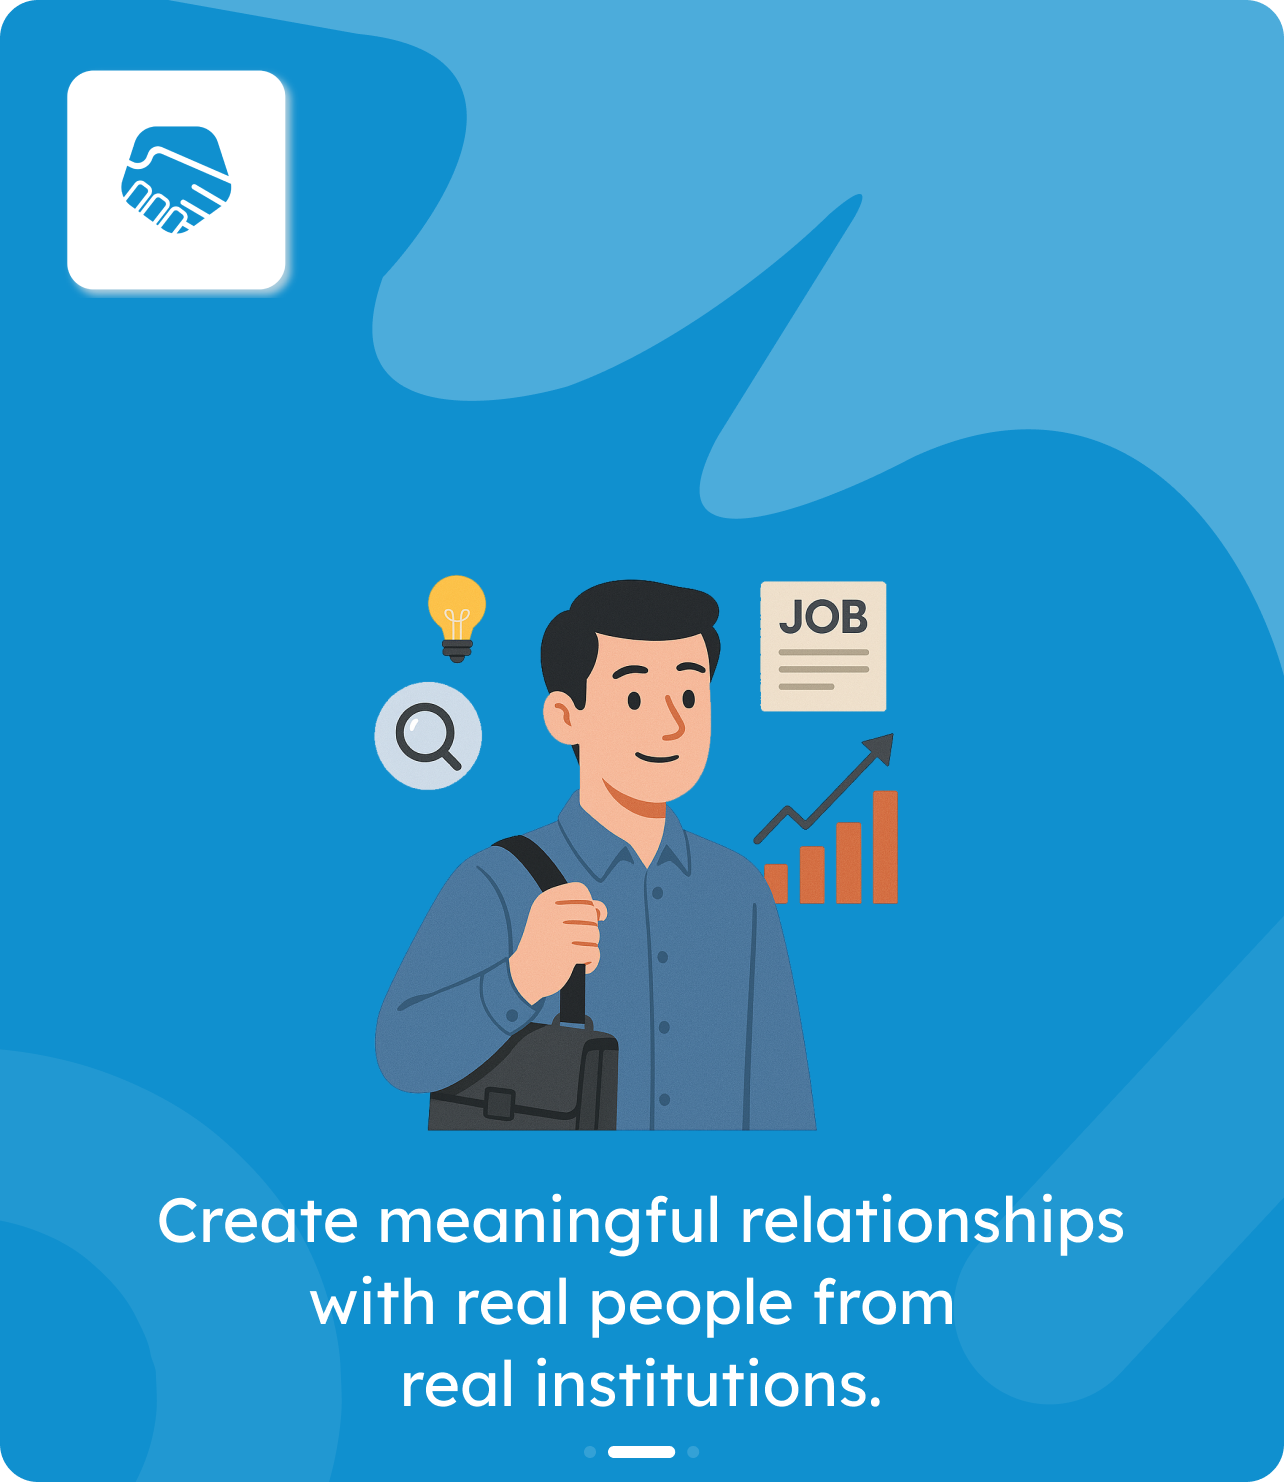 JOB
Create meaningful relationships
with real people from
real institutions.